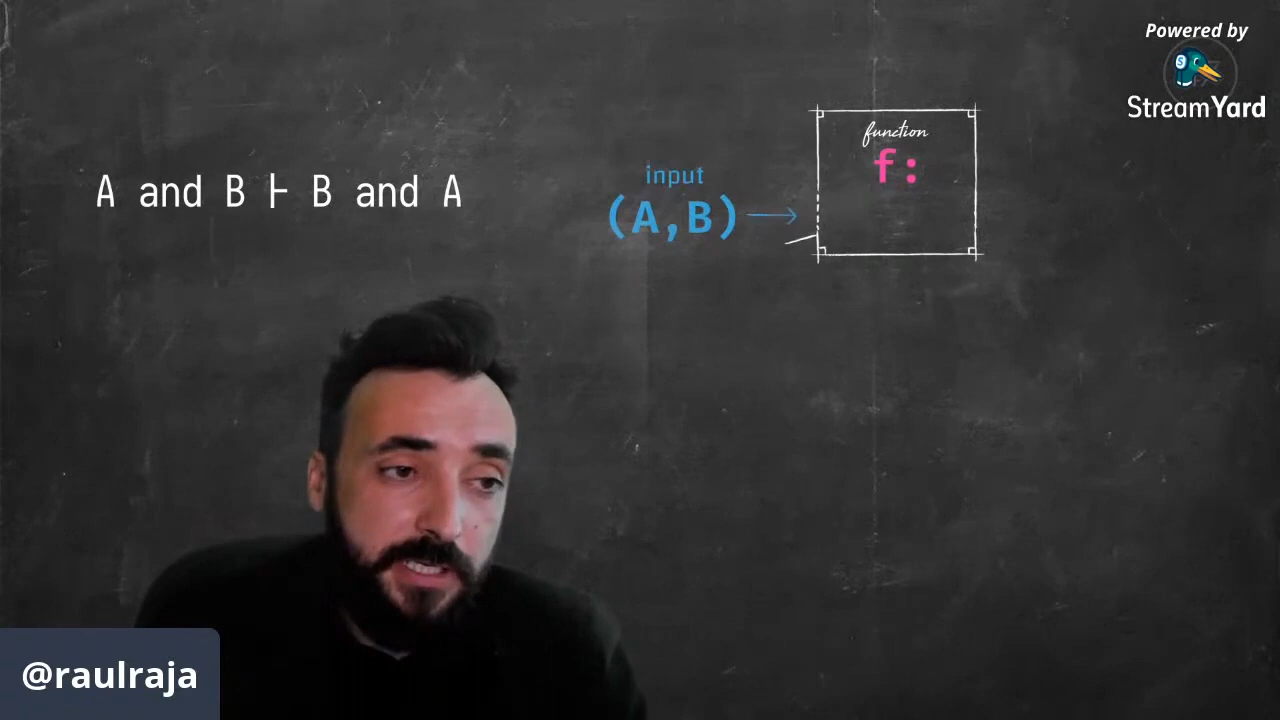 Powered by
StreamYard
A and B ⊢ B and A
input
(A,B)
function
f:
@raulraja